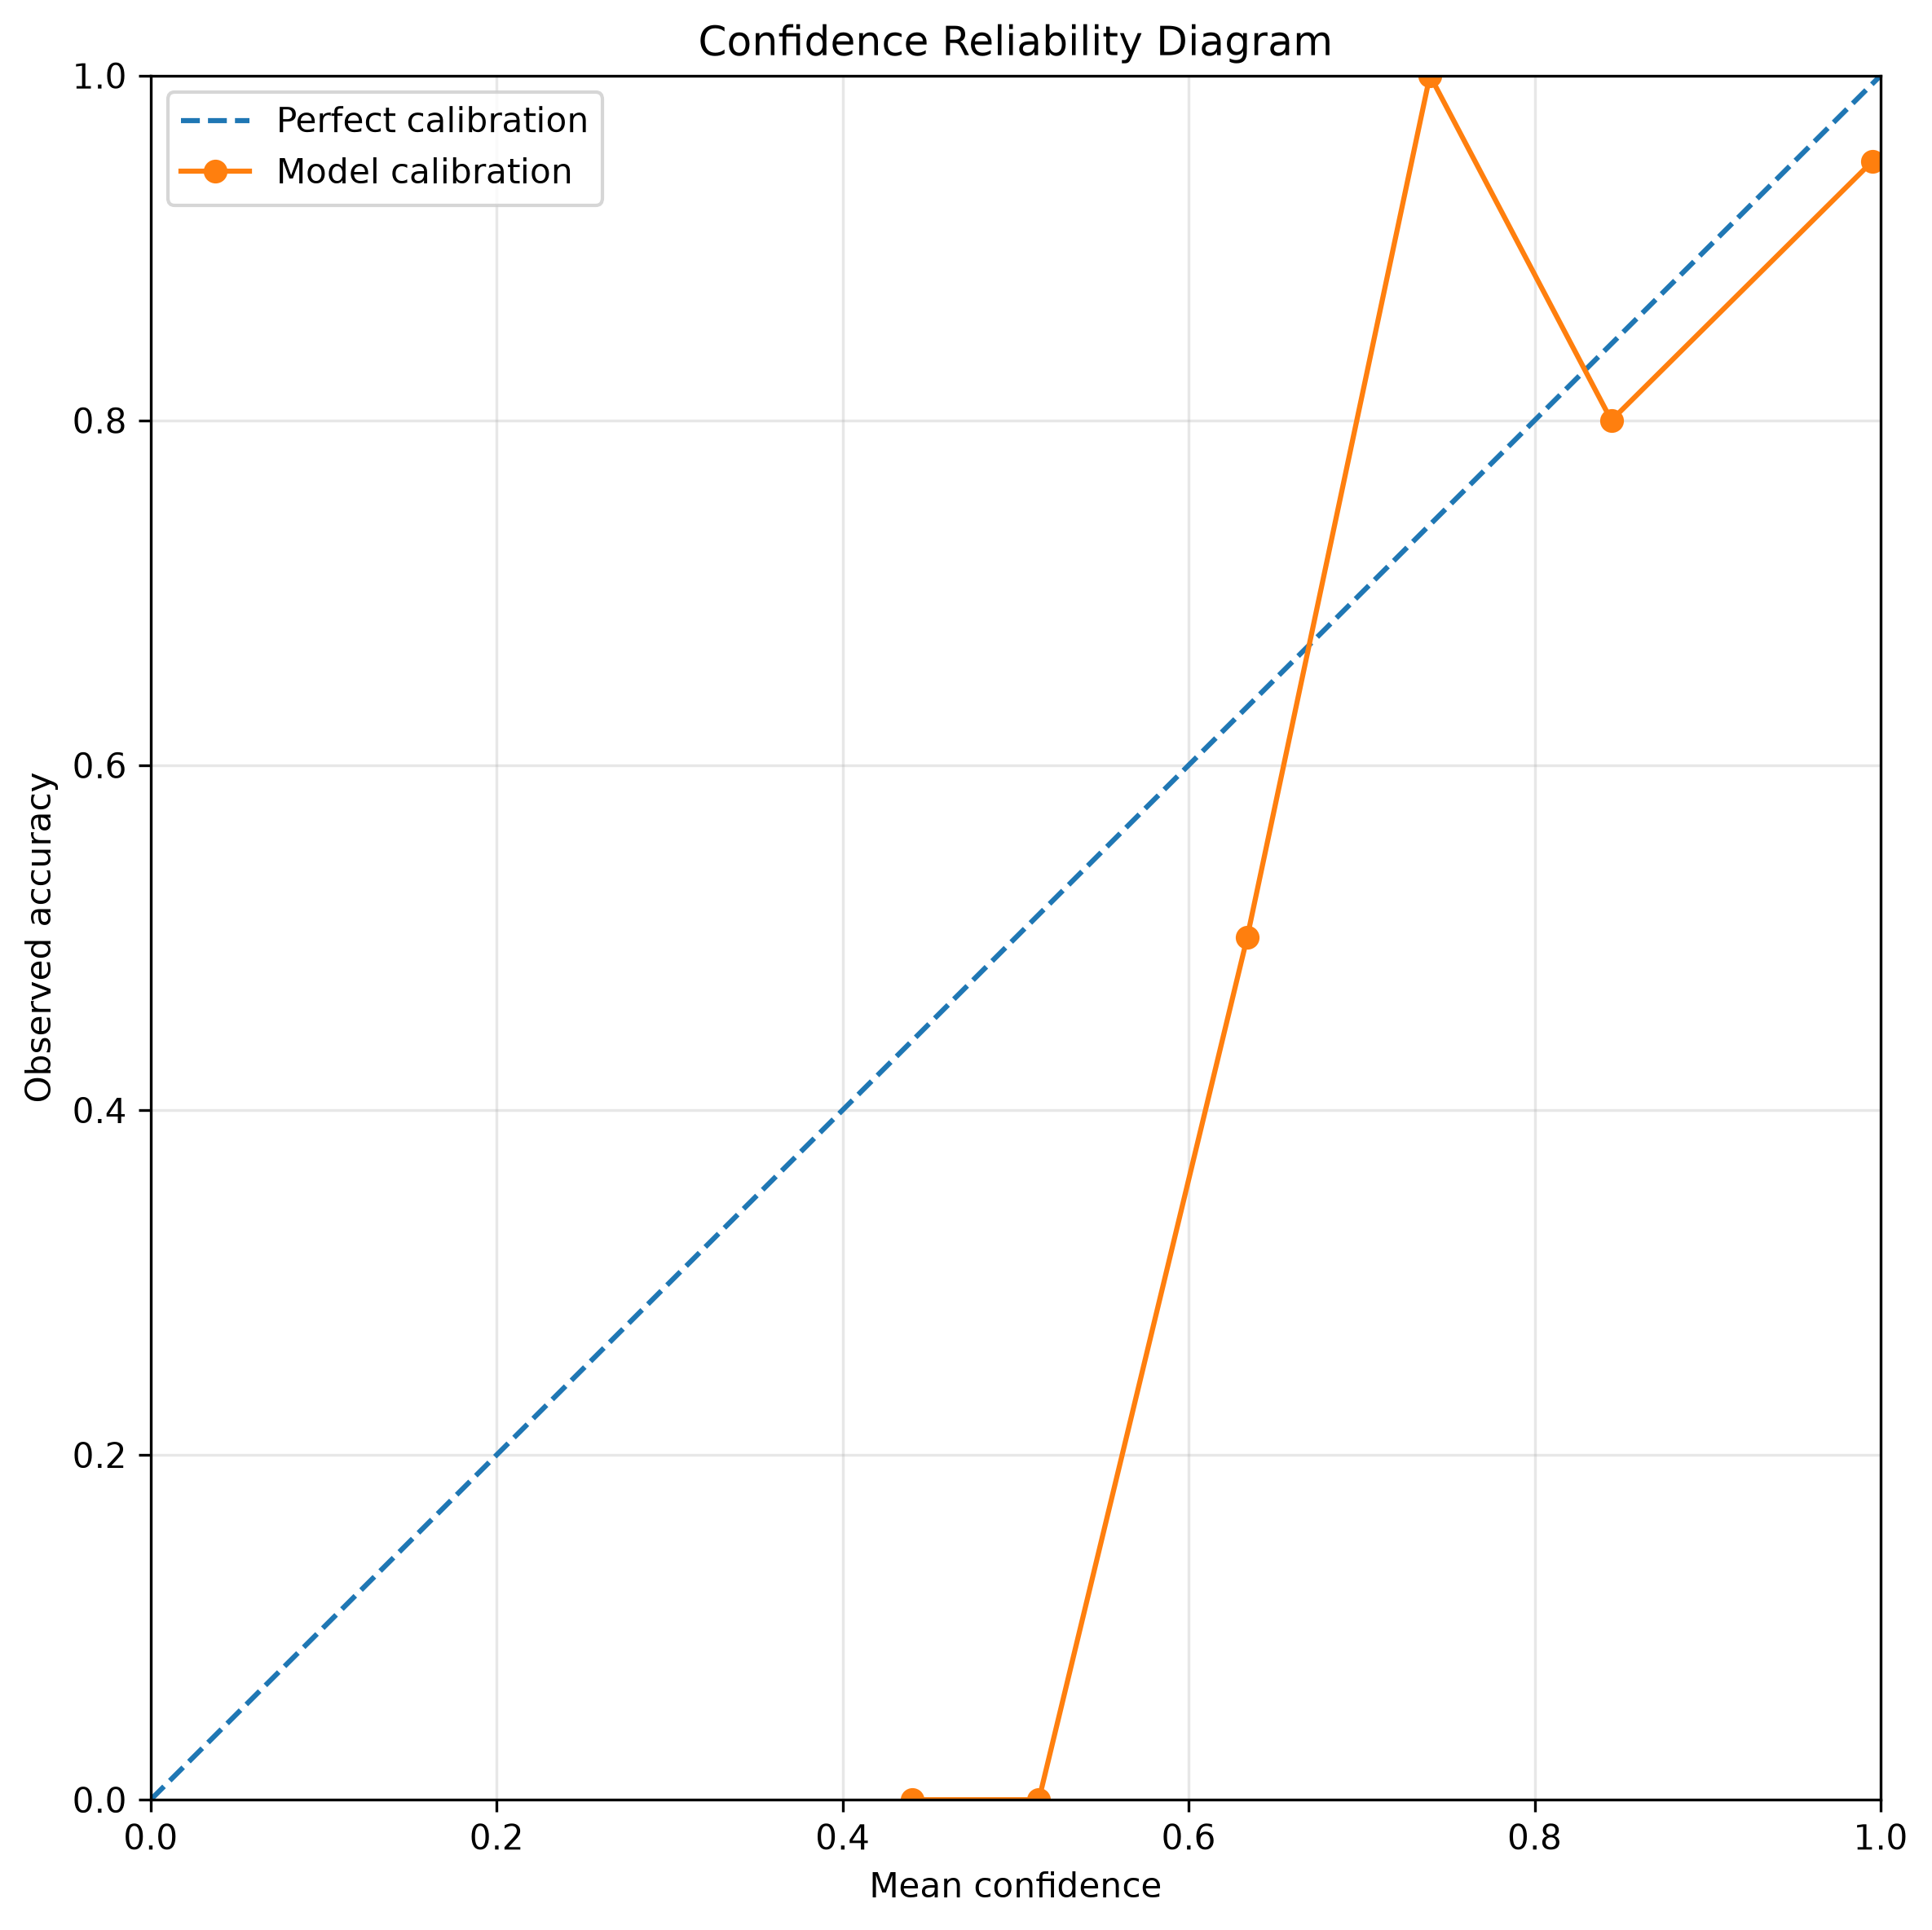 Confidence Reliability Diagram
1.0
Perfect calibration
Model calibration
0.8
0.6
Observed accuracy
0.4
0.2
0.0
0.0 0.2 0.4 0.6 0.8 1.0
Mean confidence